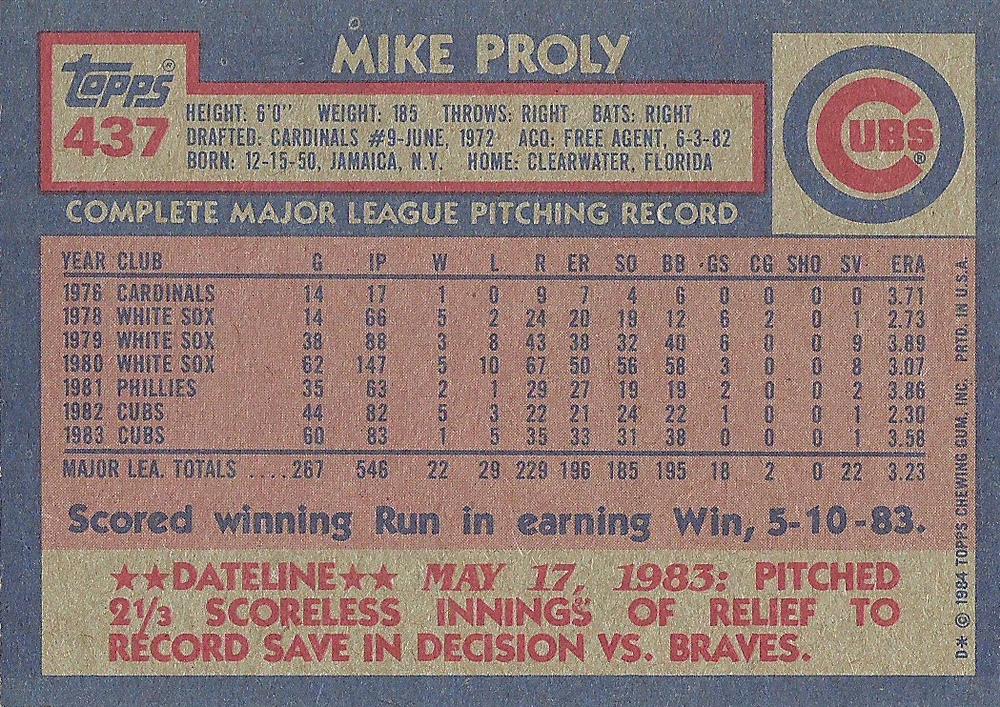 MIKE PROLY
Topps®
437
HEIGHT: 6'0" WEIGHT: 185 THROWS: RIGHT BATS: RIGHT
DRAFTED: CARDINALS #9-JUNE, 1972 ACQ: FREE AGENT, 6-3-82
BORN: 12-15-50, JAMAICA, N.Y. HOME: CLEARWATER, FLORIDA
CUBS®
COMPLETE MAJOR LEAGUE PITCHING RECORD
YEAR CLUB G IP W L R ER SO BB GS CG SHO SV ERA
1976 CARDINALS 14 17 1 0 9 7 4 6 0 0 0 0 3.71
1978 WHITE SOX 14 66 5 2 24 20 19 12 6 2 0 1 2.73
1979 WHITE SOX 38 88 3 8 43 38 32 40 6 0 0 9 3.89
1980 WHITE SOX 62 147 5 10 67 50 56 58 3 0 0 8 3.07
1981 PHILLIES 35 63 2 1 29 27 19 19 2 0 0 2 3.86
1982 CUBS 44 82 5 3 22 21 24 22 1 0 0 1 2.30
1983 CUBS 60 83 1 5 35 33 31 38 0 0 0 1 3.58
MAJOR LEA. TOTALS ....267 546 22 29 229 196 185 195 18 2 0 22 3.23
Scored winning Run in earning Win, 5-10-83.
★★DATELINE★★ MAY 17, 1983: PITCHED
2⅓ SCORELESS INNINGS OF RELIEF TO
RECORD SAVE IN DECISION VS. BRAVES.
D* © 1984 TOPPS CHEWING GUM, INC. PRTD. IN U.S.A.